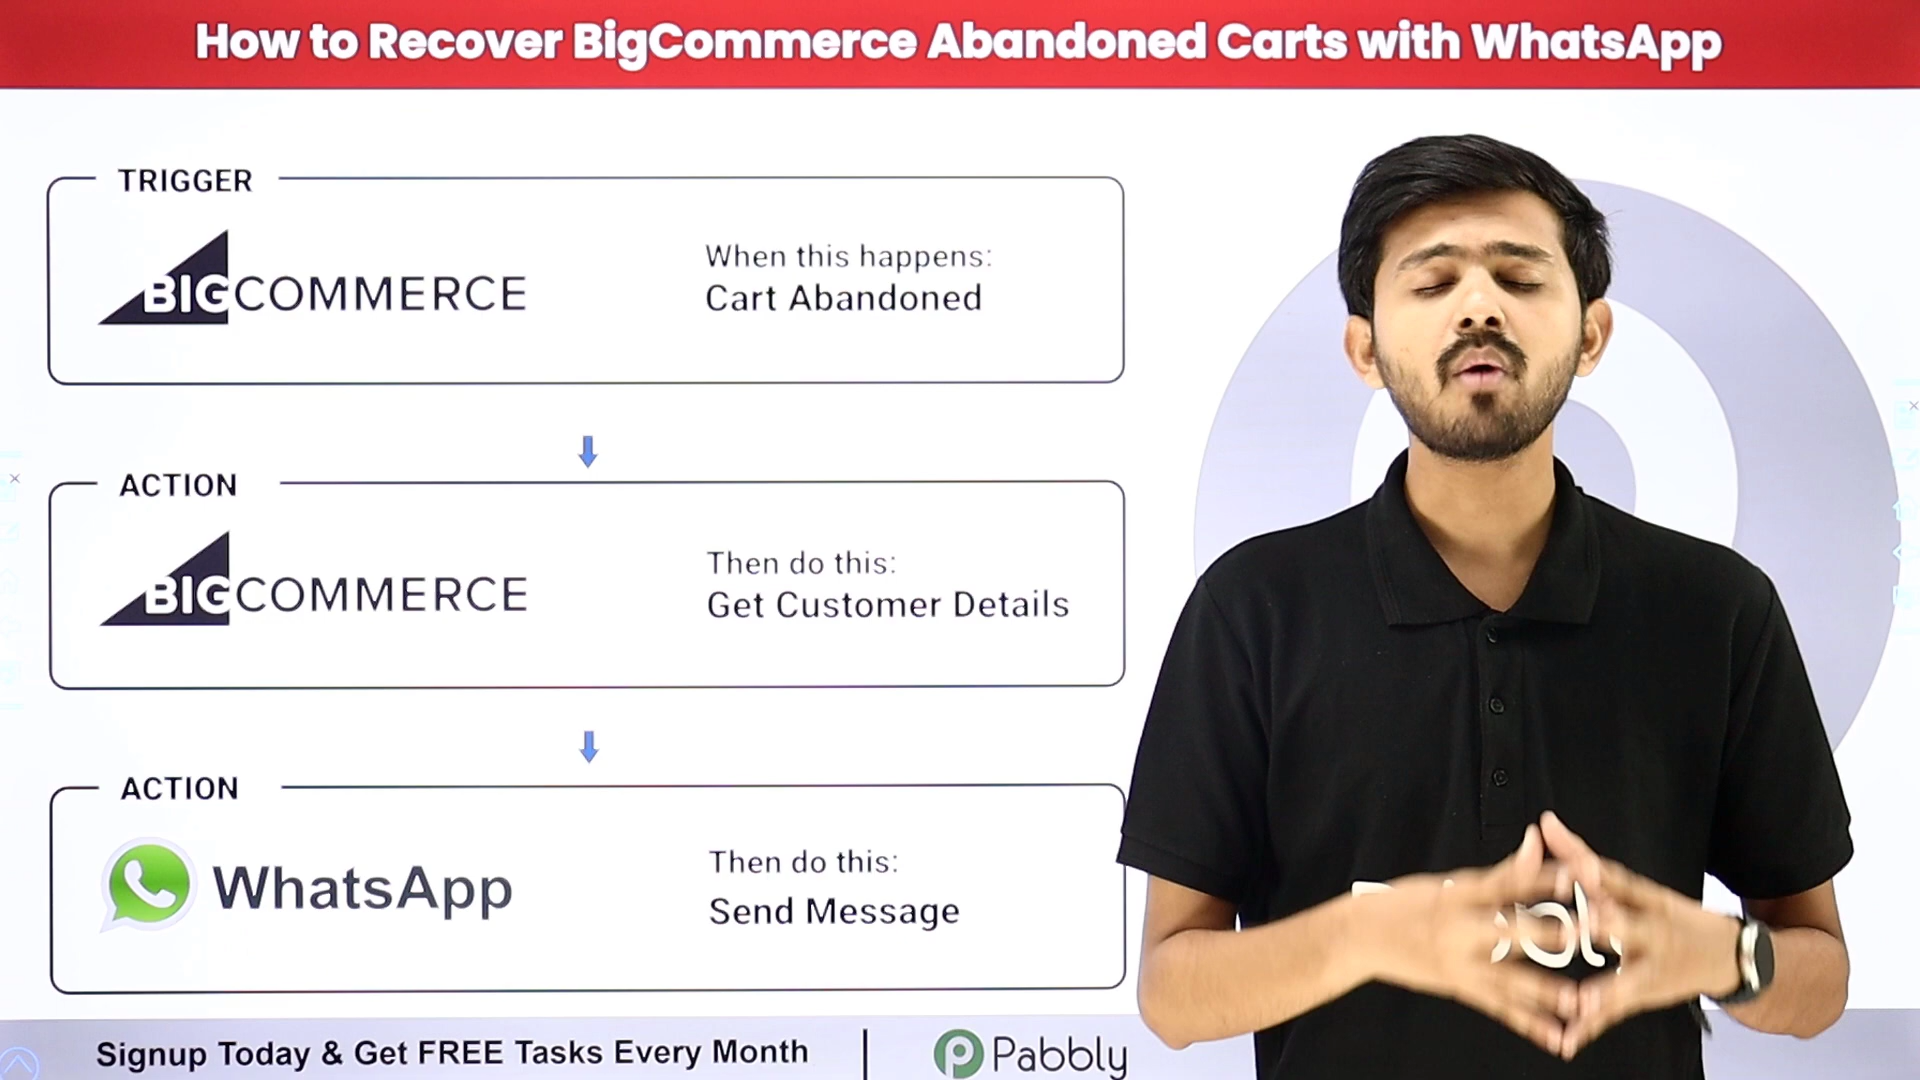 How to Recover BigCommerce Abandoned Carts with WhatsApp
TRIGGER
BIGCOMMERCE
When this happens:
Cart Abandoned
ACTION
BIGCOMMERCE
Then do this:
Get Customer Details
ACTION
WhatsApp
Then do this:
Send Message
Signup Today & Get FREE Tasks Every Month
Pabbly